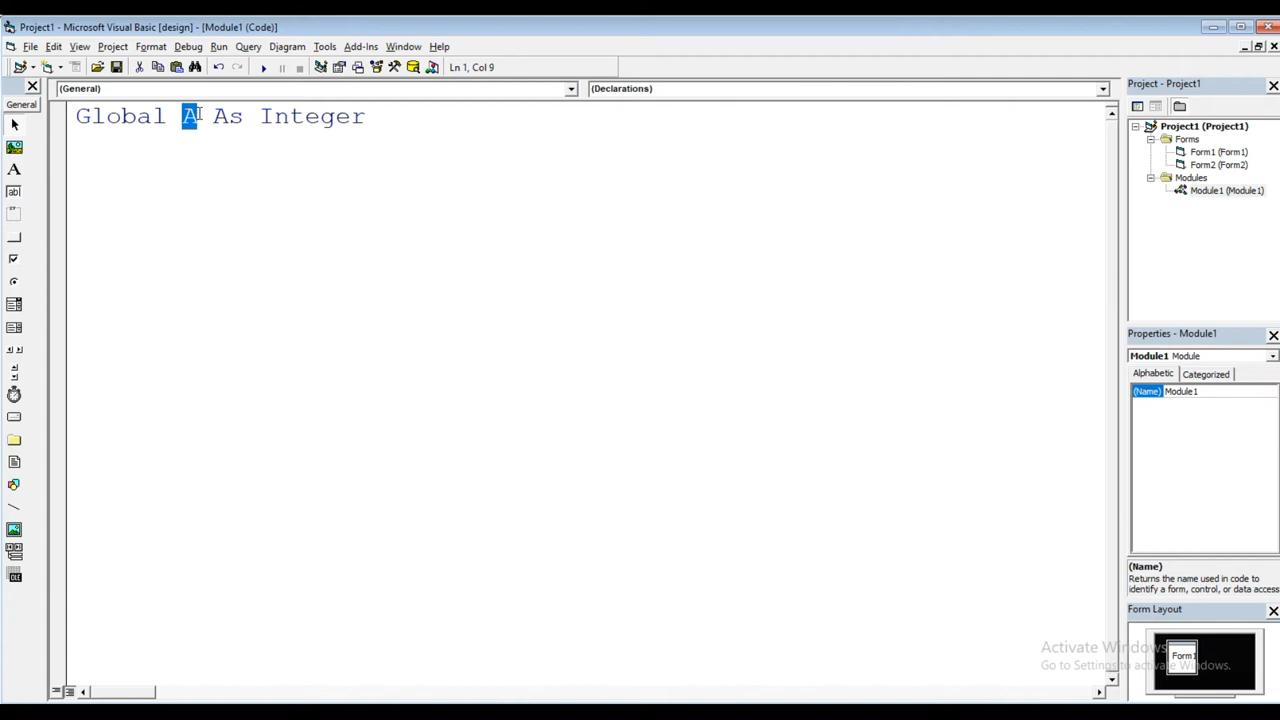 Project1 - Microsoft Visual Basic [design] - [Module1 (Code)]
File Edit View Project Format Debug Run Query Diagram Tools Add-Ins Window Help
Ln 1, Col 9
General
(General) (Declarations)
Global A As Integer
A
ab|
OLE
Project - Project1
Project1 (Project1)
Forms
Form1 (Form1)
Form2 (Form2)
Modules
Module1 (Module1)
Properties - Module1
Module1 Module
Alphabetic Categorized
(Name) Module1
(Name)
Returns the name used in code to
identify a form, control, or data access
Form Layout
Form1
Activate Windows
Go to Settings to activate Windows.